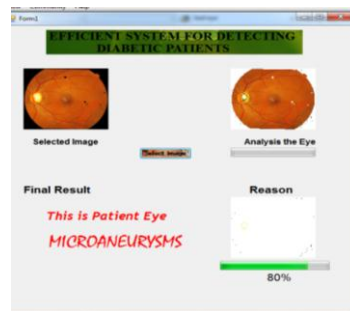 Form1
EFFICIENT SYSTEM FOR DETECTING
DIABETIC PATIENTS
Selected Image
Analysis the Eye
Select Image
Final Result
Reason
This is Patient Eye
MICROANEURYSMS
80%